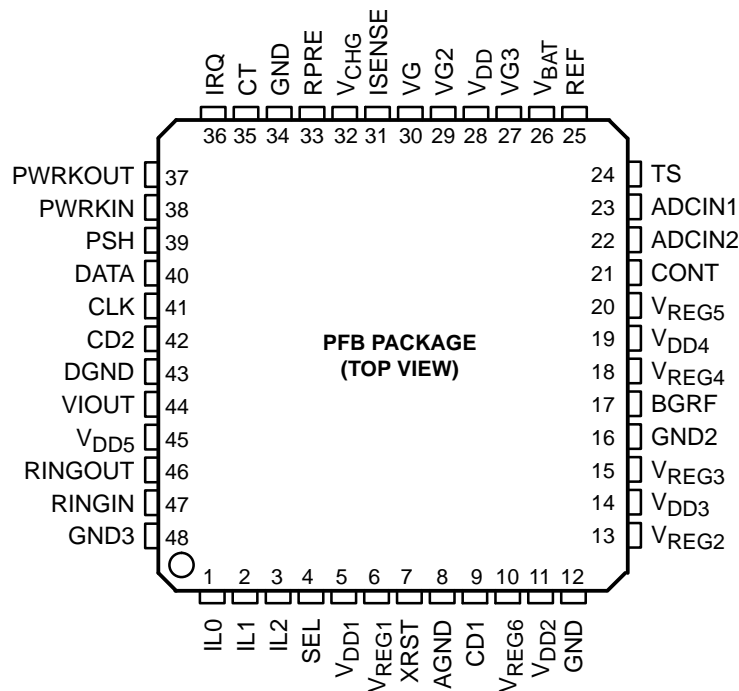 IRQ CT GND RPRE VCHG ISENSE VG VG2 VDD VG3 VBAT REF
36 35 34 33 32 31 30 29 28 27 26 25
PWRKOUT 37
PWRKIN 38
PSH 39
DATA 40
CLK 41
CD2 42
DGND 43
VIOUT 44
VDD5 45
RINGOUT 46
RINGIN 47
GND3 48
PFB PACKAGE
(TOP VIEW)
24 TS
23 ADCIN1
22 ADCIN2
21 CONT
20 VREG5
19 VDD4
18 VREG4
17 BGRF
16 GND2
15 VREG3
14 VDD3
13 VREG2
1 2 3 4 5 6 7 8 9 10 11 12
IL0 IL1 IL2 SEL VDD1 VREG1 XRST AGND CD1 VREG6 VDD2 GND